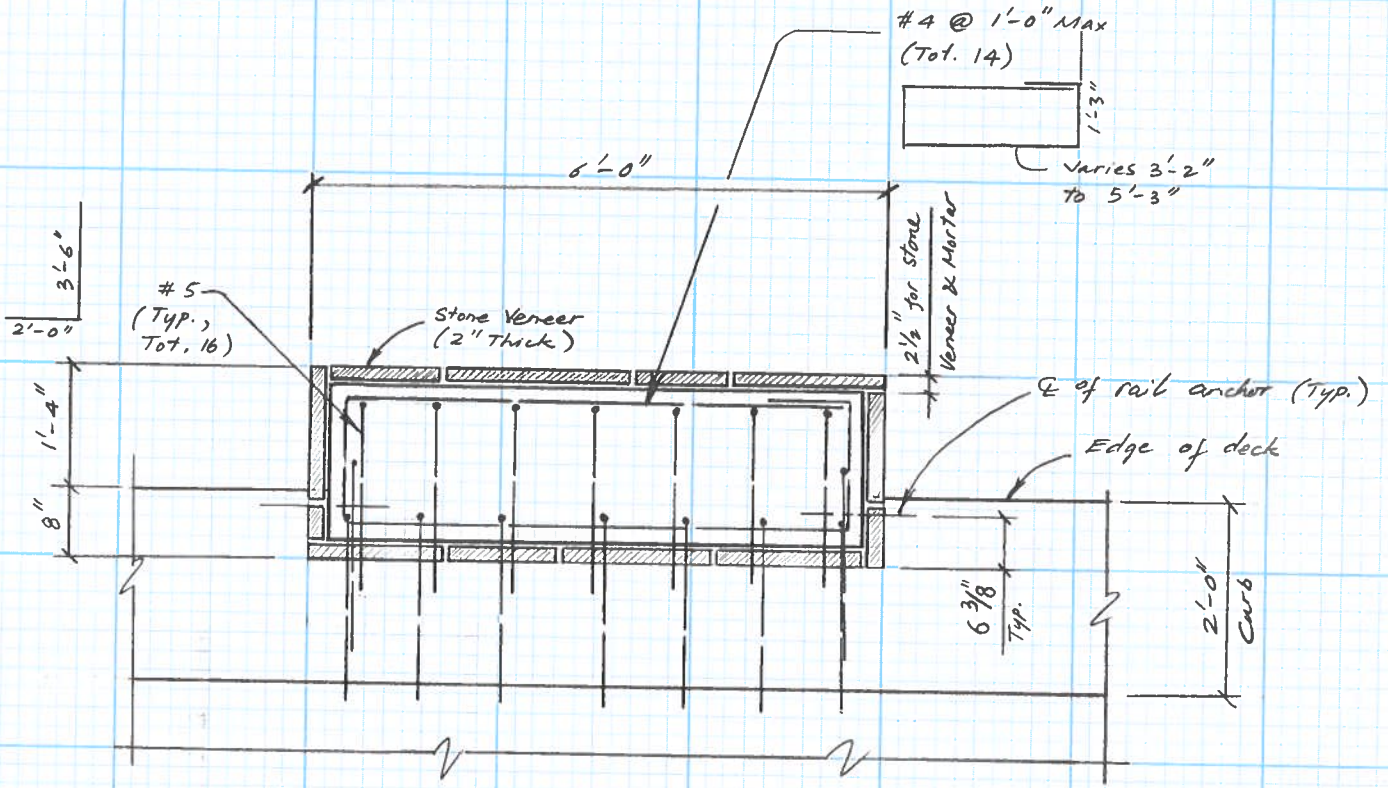 #4 @ 1'-0" Max
(Tot. 14)
1'-3"
Varies 3'-2"
to 5'-3"
6'-0"
2½" for stone
Veneer & Mortar
3'-6"
2'-0"
#5
(Typ.,
Tot. 16)
Stone Veneer
(2" Thick)
℄ of rail anchor (Typ.)
Edge of deck
1'-4"
8"
6 3/8"
Typ.
2'-0"
Curb